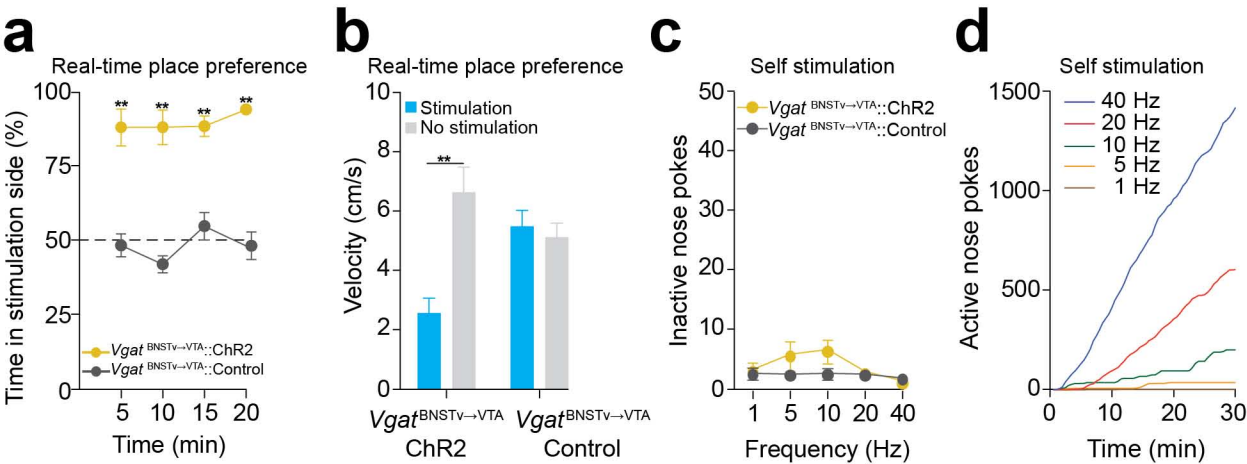 a
Real-time place preference
Time in stimulation side (%)
100
75
50
25
0
** ** ** **
Vgat BNSTv→VTA::ChR2
Vgat BNSTv→VTA::Control
5 10 15 20
Time (min)
b
Real-time place preference
Velocity (cm/s)
10
8
6
4
2
0
Stimulation
No stimulation
**
Vgat BNSTv→VTA
ChR2
Vgat BNSTv→VTA
Control
c
Self stimulation
Inactive nose pokes
50
40
30
20
10
0
Vgat BNSTv→VTA::ChR2
Vgat BNSTv→VTA::Control
1 5 10 20 40
Frequency (Hz)
d
Self stimulation
Active nose pokes
1500
1000
500
0
40 Hz
20 Hz
10 Hz
5 Hz
1 Hz
0 10 20 30
Time (min)